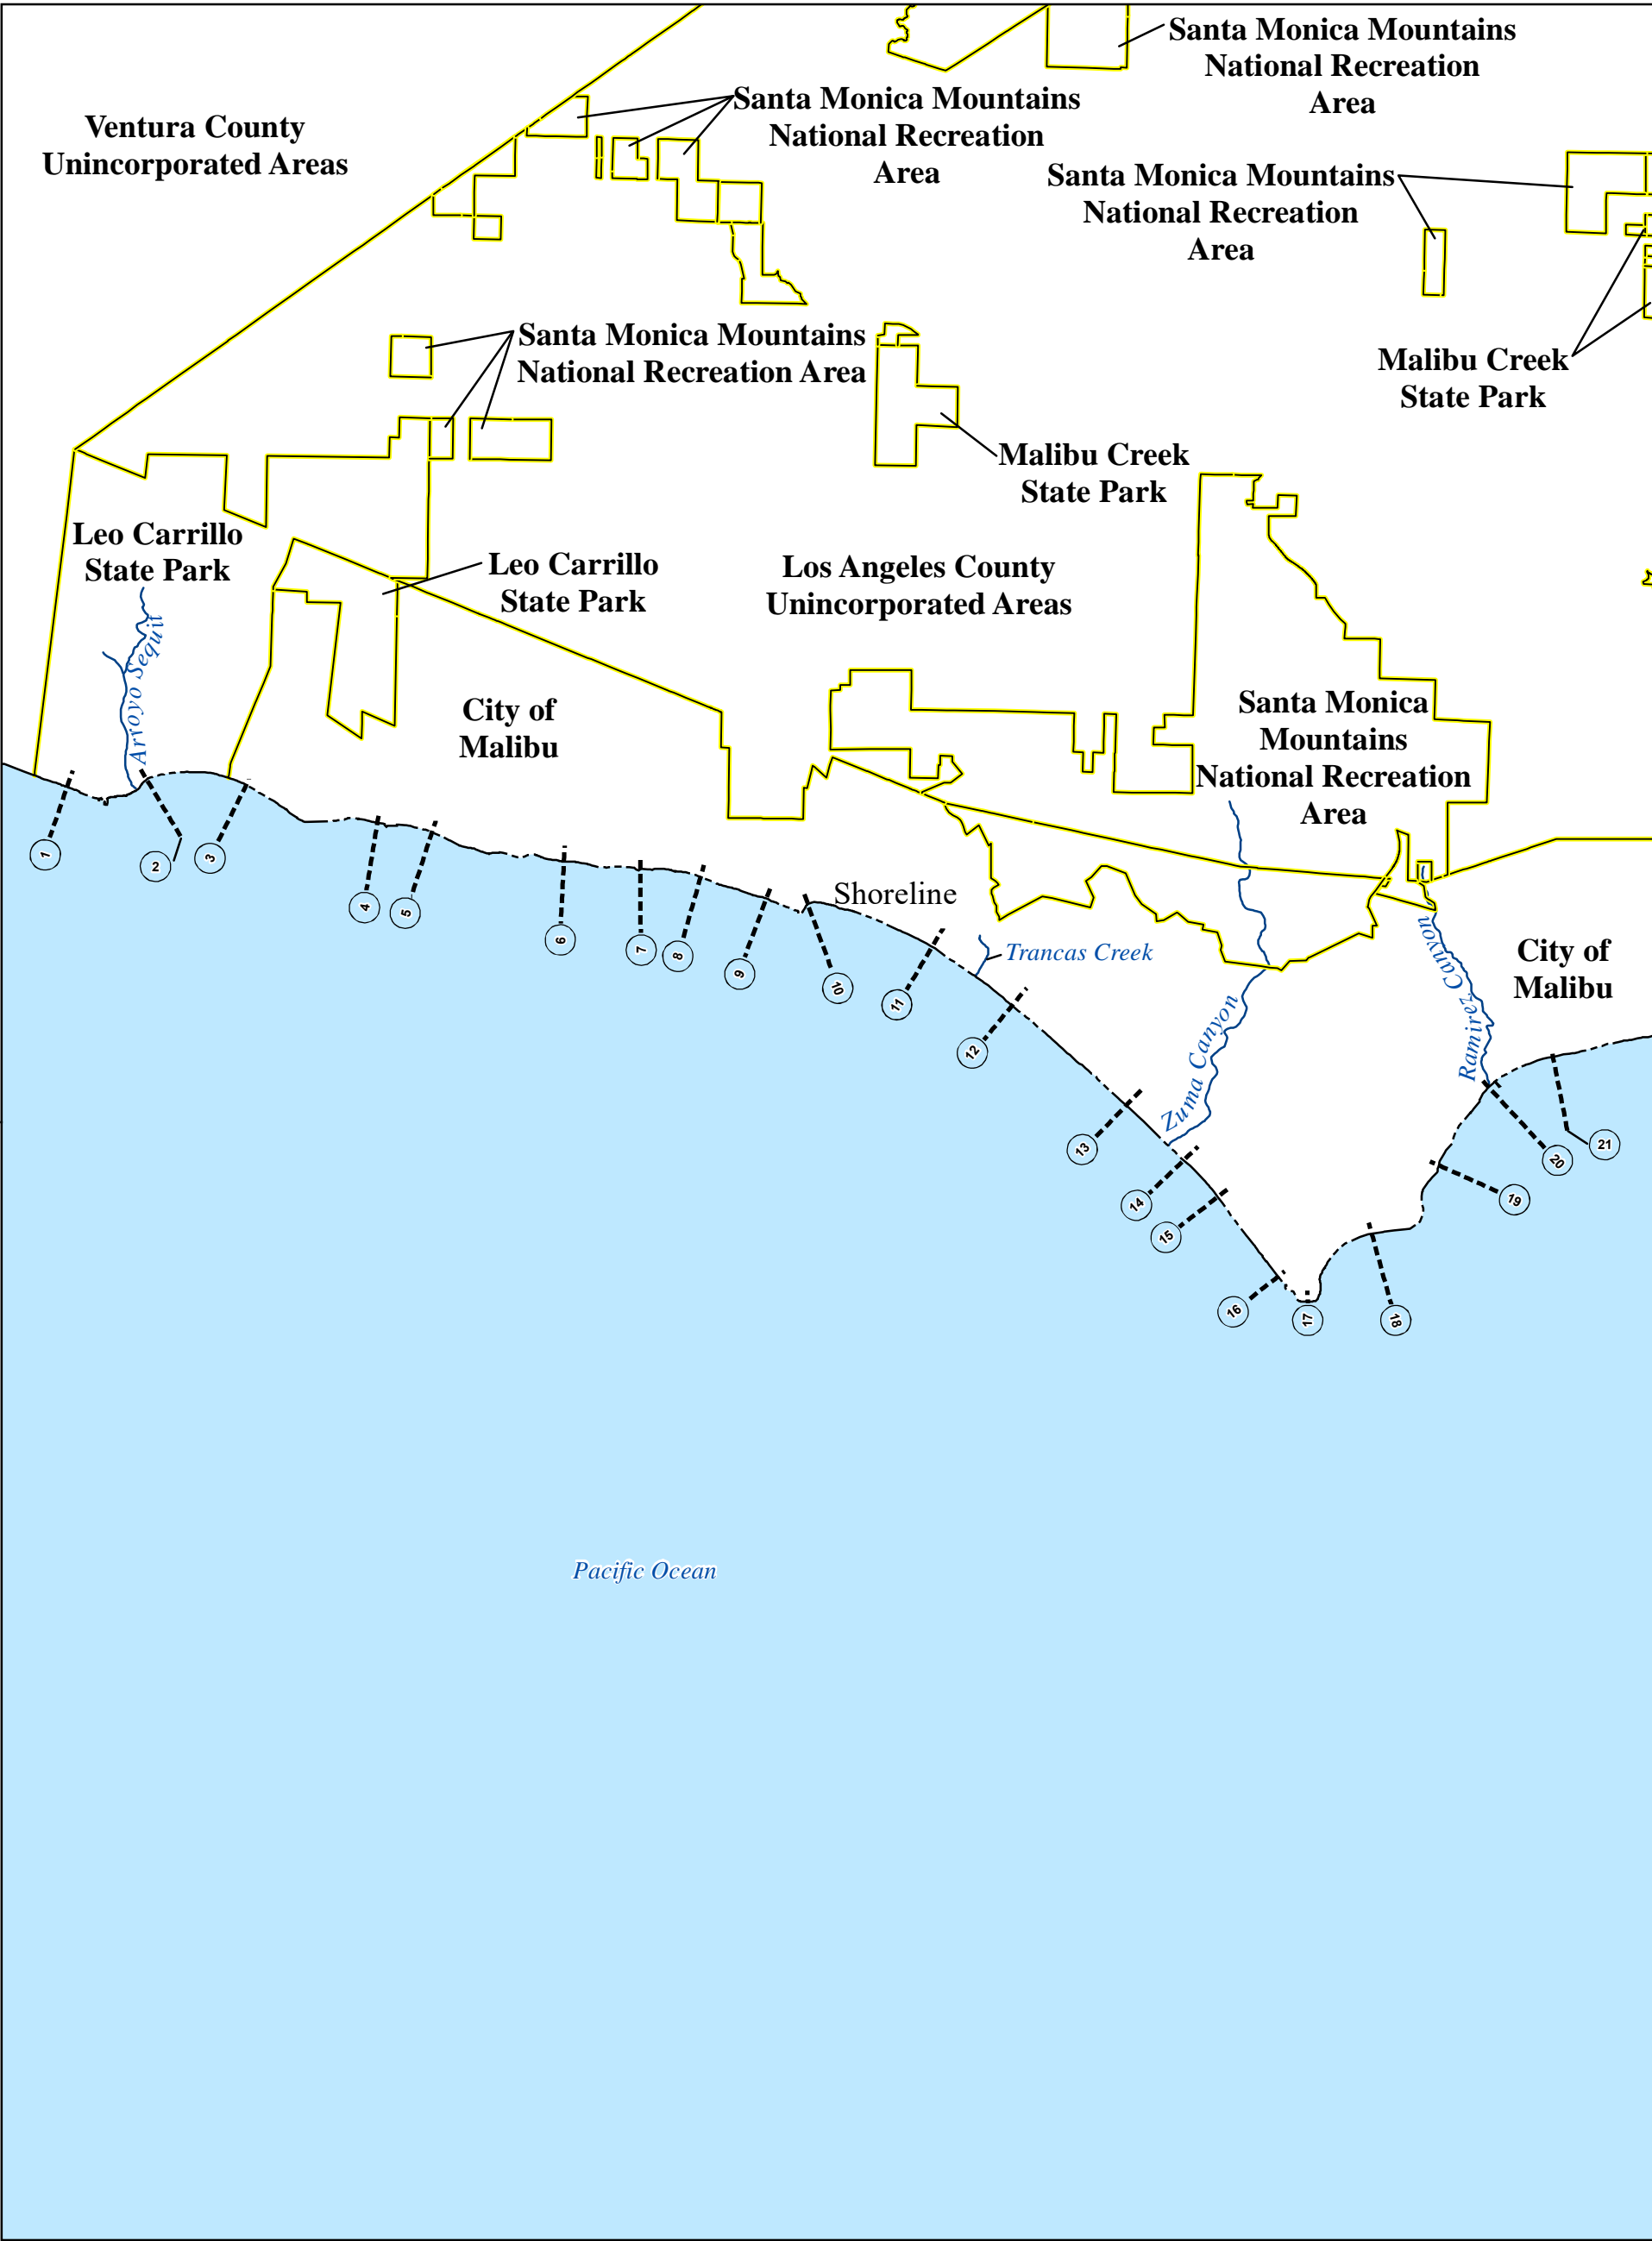 Santa Monica Mountains
National Recreation
Area
Ventura County
Unincorporated Areas
Santa Monica Mountains
National Recreation
Area
Santa Monica Mountains
National Recreation
Area
Santa Monica Mountains
National Recreation Area
Malibu Creek
State Park
Malibu Creek
State Park
Leo Carrillo
State Park
Leo Carrillo
State Park
Los Angeles County
Unincorporated Areas
Arroyo Sequit
City of
Malibu
Santa Monica
Mountains
National Recreation
Area
Shoreline
Trancas Creek
Zuma Canyon
Ramirez Canyon
City of
Malibu
1
2
3
4
5
6
7
8
9
10
11
12
13
14
15
16
17
18
19
20
21
Pacific Ocean